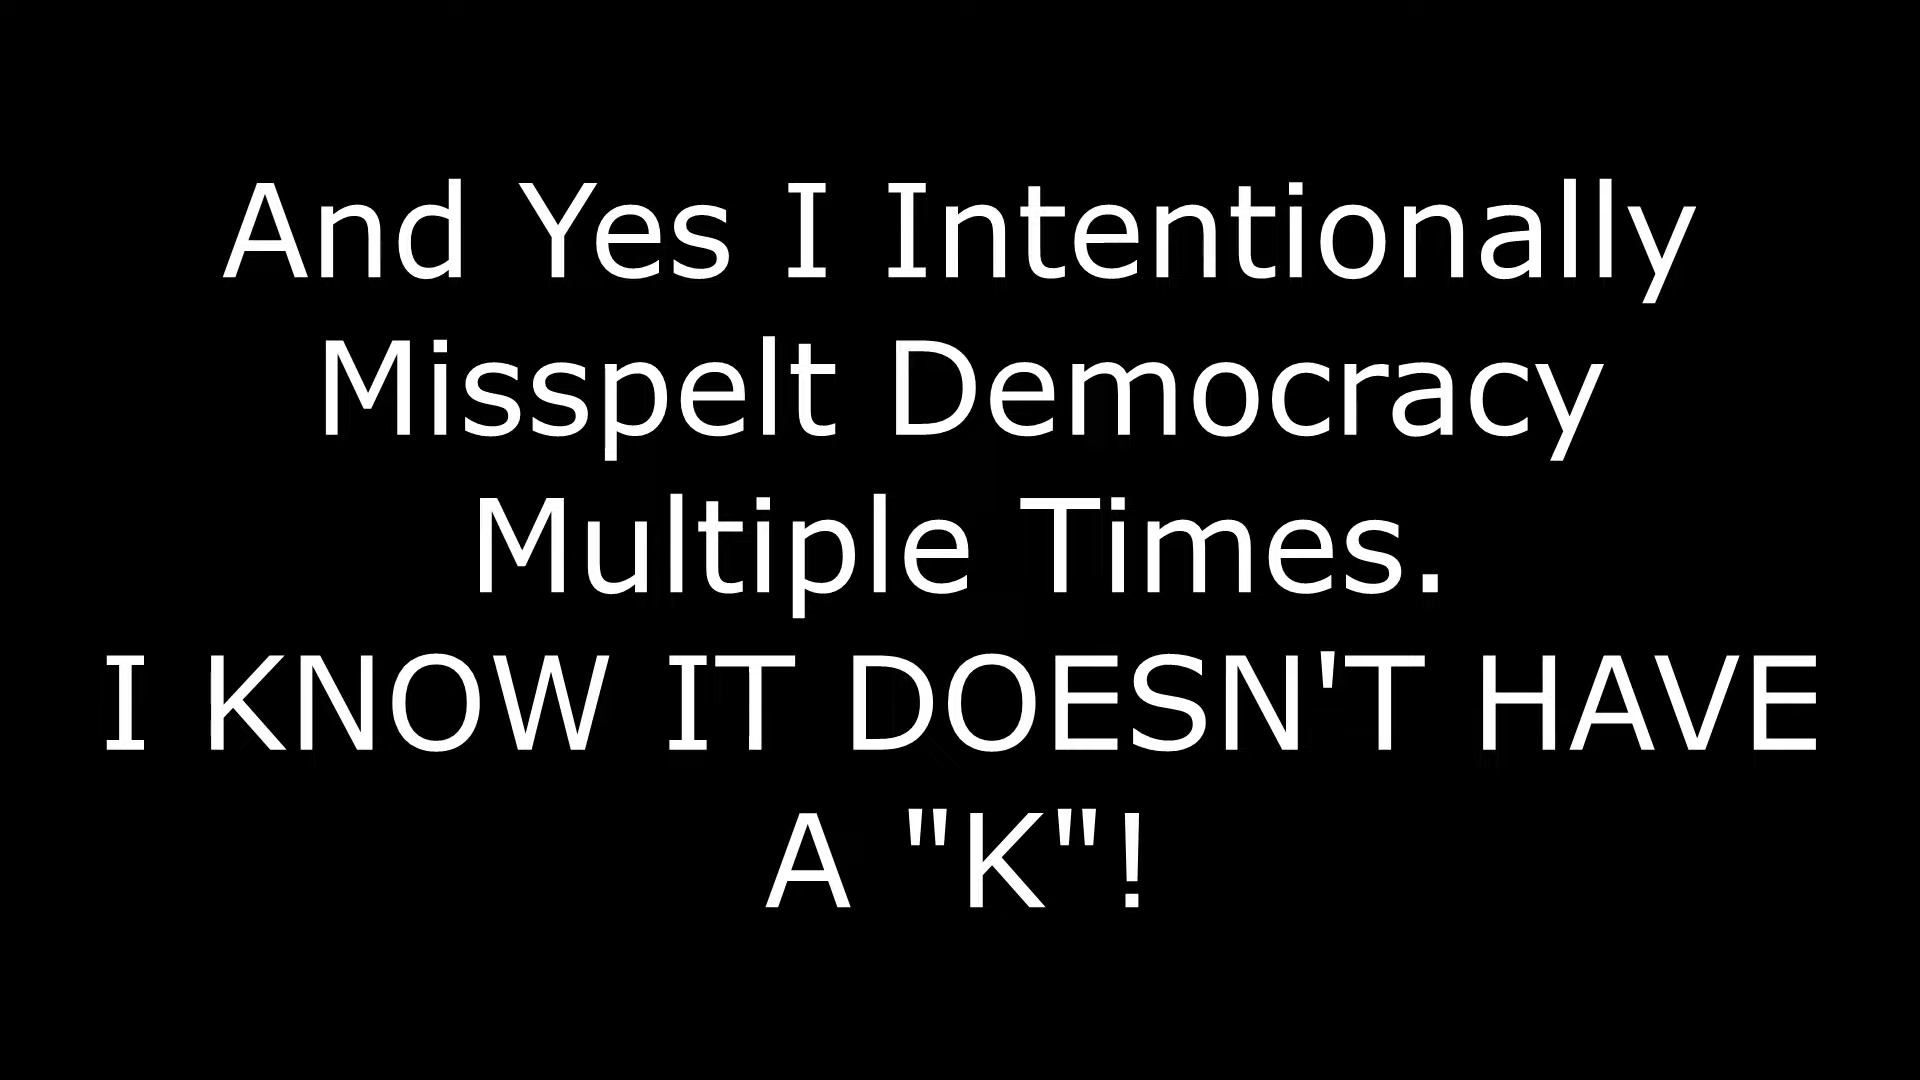 And Yes I Intentionally
Misspelt Democracy
Multiple Times.
I KNOW IT DOESN'T HAVE
A "K"!